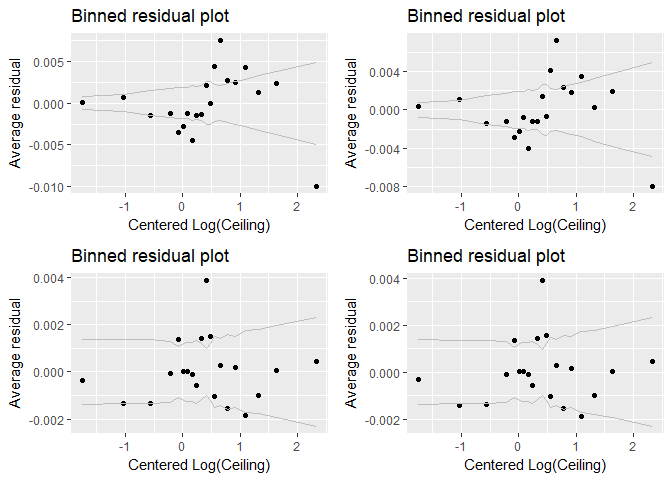 Binned residual plot
Average residual
0.005
0.000
-0.005
-0.010
-1
0
1
2
Centered Log(Ceiling)
Binned residual plot
Average residual
0.004
0.000
-0.004
-0.008
-1
0
1
2
Centered Log(Ceiling)
Binned residual plot
Average residual
0.004
0.002
0.000
-0.002
-1
0
1
2
Centered Log(Ceiling)
Binned residual plot
Average residual
0.004
0.002
0.000
-0.002
-1
0
1
2
Centered Log(Ceiling)